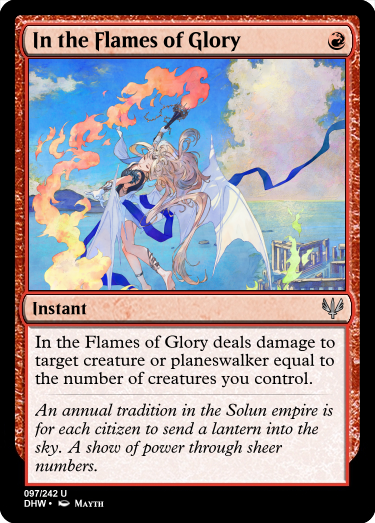 In the Flames of Glory
Instant
In the Flames of Glory deals damage to
target creature or planeswalker equal to
the number of creatures you control.
An annual tradition in the Solun empire is
for each citizen to send a lantern into the
sky. A show of power through sheer
numbers.
097/242 U
DHW • Mayth